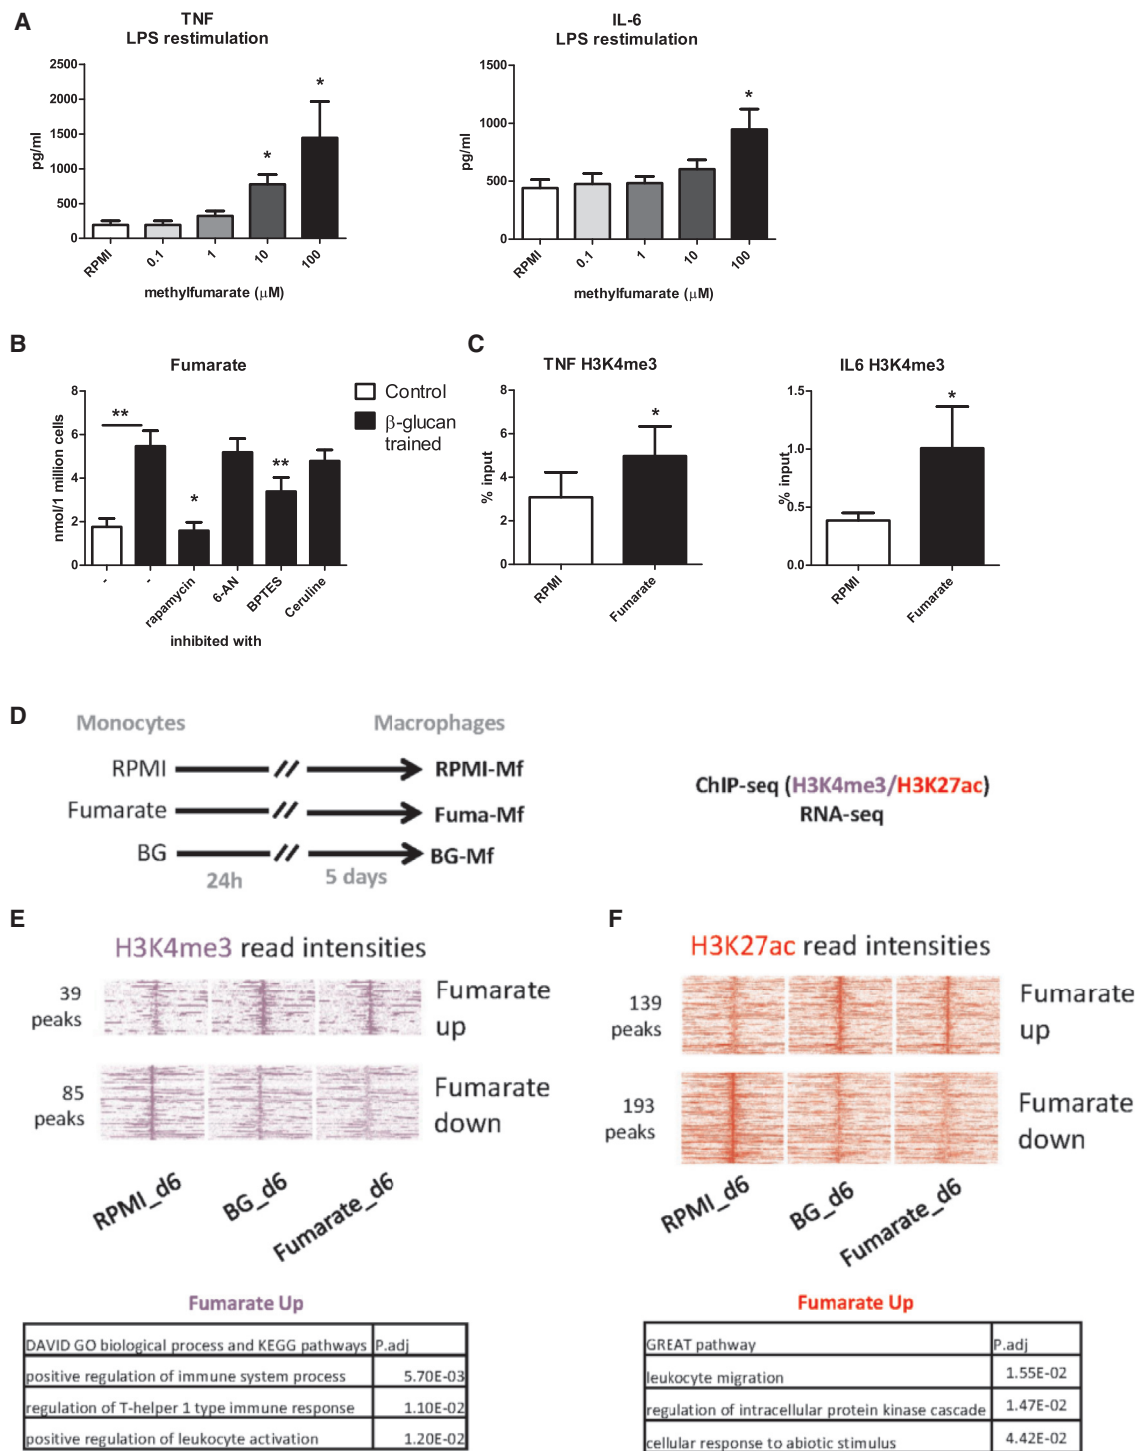 A
TNF
LPS restimulation
2500
2000
1500
1000
500
0
pg/ml
*
*
RPMI
0.1
1
10
100
methylfumarate (μM)
IL-6
LPS restimulation
1500
1000
500
0
pg/ml
*
RPMI
0.1
1
10
100
methylfumarate (μM)
B
Fumarate
8
6
4
2
0
nmol/1 million cells
**
*
**
-
-
rapamycin
6-AN
BPTES
Ceruline
inhibited with
Control
β-glucan
trained
C
TNF H3K4me3
8
6
4
2
0
% input
*
RPMI
Fumarate
IL6 H3K4me3
1.5
1.0
0.5
0.0
% input
*
RPMI
Fumarate
D
Monocytes Macrophages
RPMI RPMI-Mf
Fumarate Fuma-Mf
BG BG-Mf
24h 5 days
ChIP-seq (H3K4me3/H3K27ac)
RNA-seq
E
H3K4me3 read intensities
39
peaks
Fumarate
up
85
peaks
Fumarate
down
RPMI_d6
BG_d6
Fumarate_d6
Fumarate Up
DAVID GO biological process and KEGG pathways P.adj
positive regulation of immune system process 5.70E-03
regulation of T-helper 1 type immune response 1.10E-02
positive regulation of leukocyte activation 1.20E-02
F
H3K27ac read intensities
139
peaks
Fumarate
up
193
peaks
Fumarate
down
RPMI_d6
BG_d6
Fumarate_d6
Fumarate Up
GREAT pathway P.adj
leukocyte migration 1.55E-02
regulation of intracellular protein kinase cascade 1.47E-02
cellular response to abiotic stimulus 4.42E-02